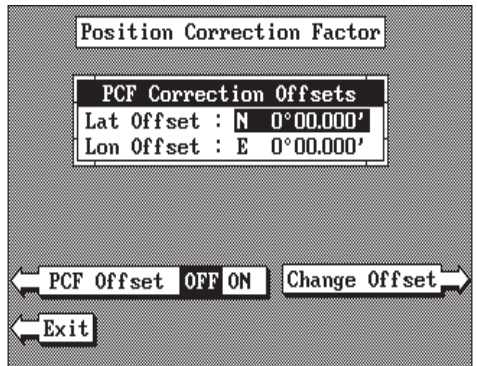 Position Correction Factor
PCF Correction Offsets
Lat Offset : N 0°00.000'
Lon Offset : E 0°00.000'
PCF Offset OFF ON
Change Offset
Exit